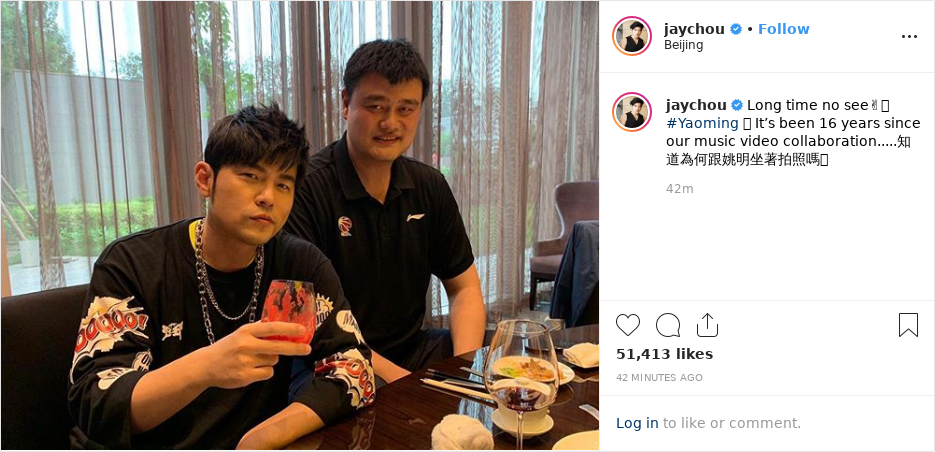 jaychou • Follow
Beijing
jaychou Long time no see✌🏻
#Yaoming It’s been 16 years since
our music video collaboration.....知
道為何跟姚明坐著拍照嗎
42m
51,413 likes
42 MINUTES AGO
Log in to like or comment.